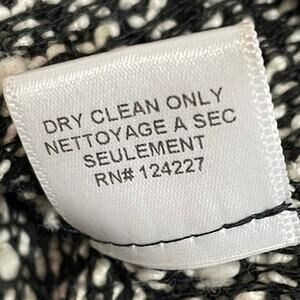 DRY CLEAN ONLY
NETTOYAGE A SEC
SEULEMENT
RN# 124227